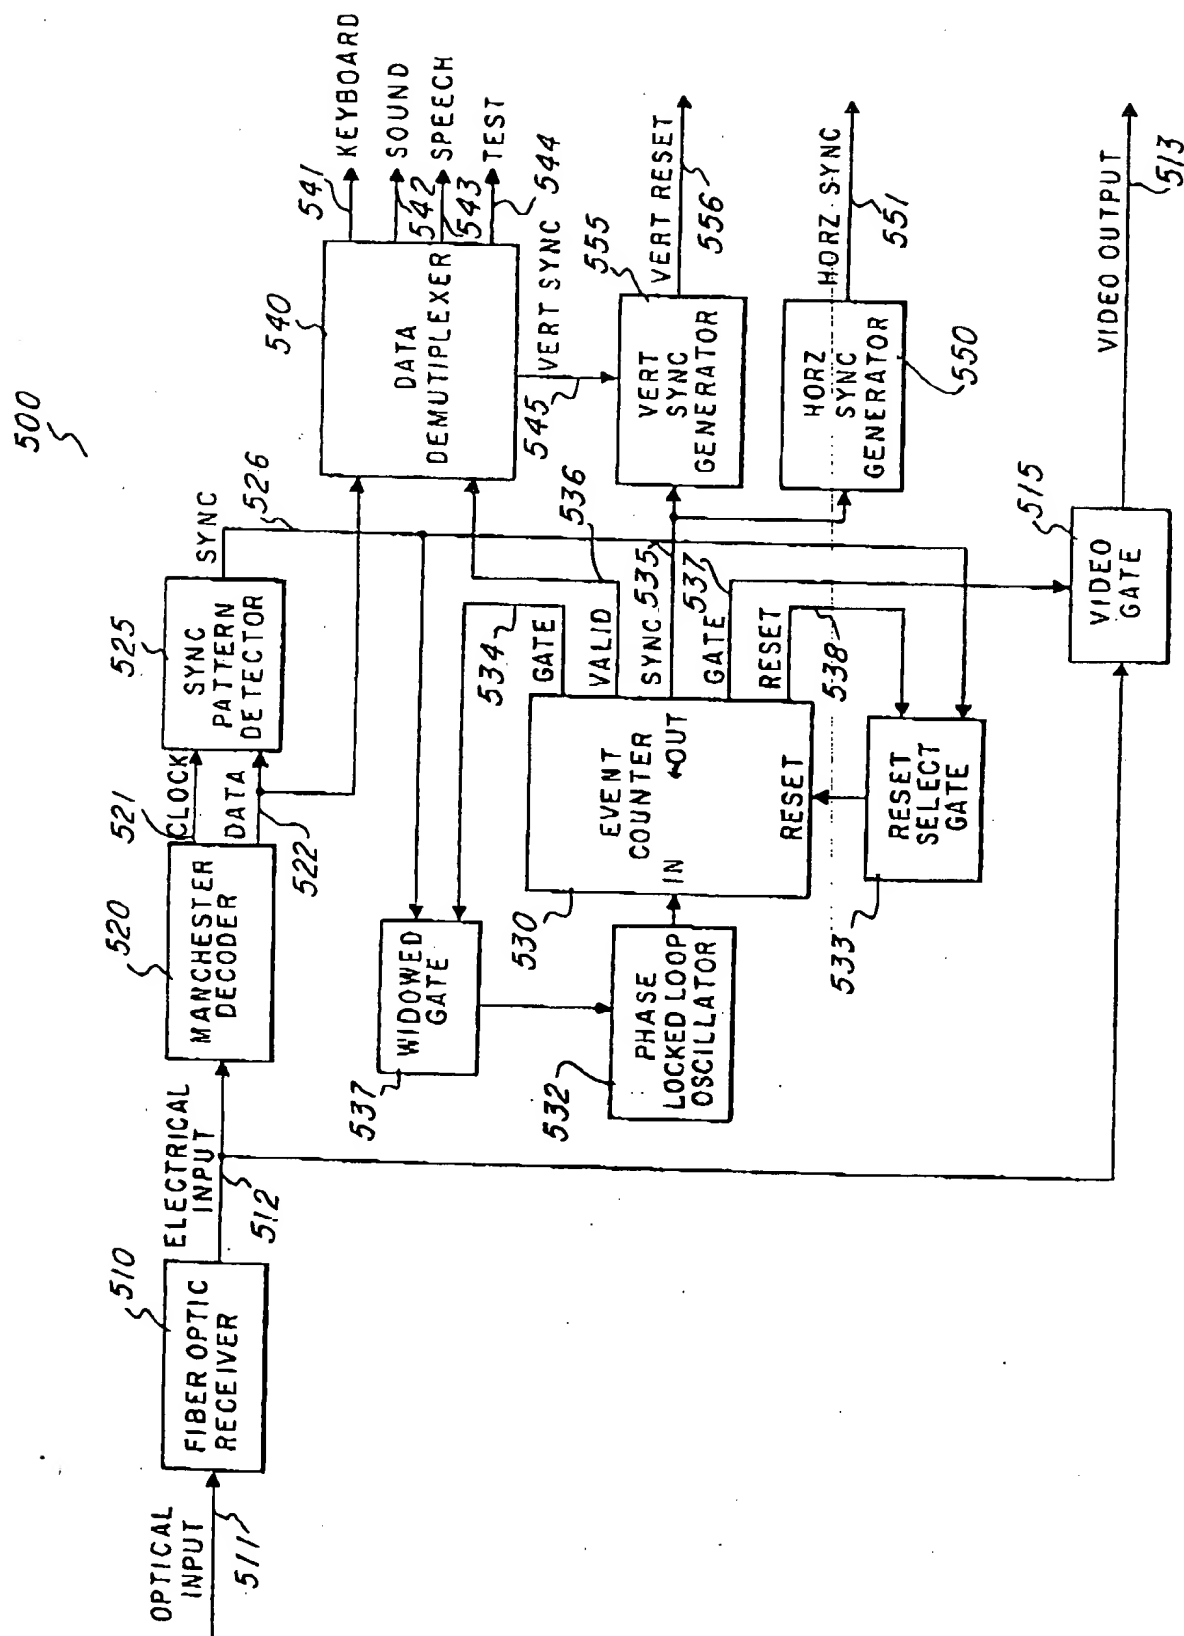 500
OPTICAL
INPUT
511
510
FIBER OPTIC
RECEIVER
ELECTRICAL
INPUT
512
520
MANCHESTER
DECODER
521
CLOCK
DATA
522
525
SYNC
PATTERN
DETECTOR
SYNC
526
540
DATA
DEMUTIPLEXER
541
KEYBOARD
SOUND
542
SPEECH
543
TEST
544
VERT SYNC
545
537
WIDOWED
GATE
534
GATE
VALID
536
SYNC
535
GATE
537
RESET
538
530
EVENT
COUNTER
IN
OUT
RESET
532
PHASE
LOCKED LOOP
OSCILLATOR
533
RESET
SELECT
GATE
555
VERT
SYNC
GENERATOR
VERT RESET
556
HORZ
SYNC
GENERATOR
550
HORZ SYNC
551
515
VIDEO
GATE
VIDEO OUTPUT
513